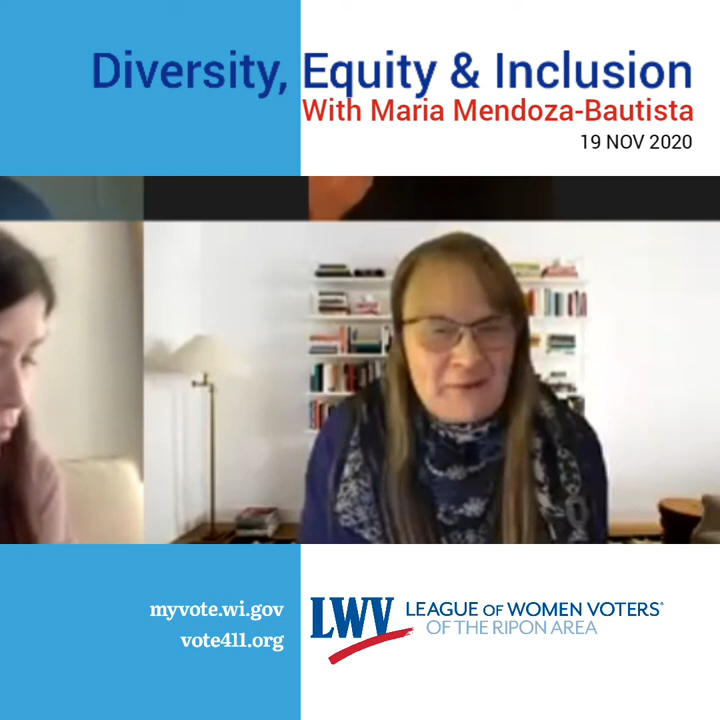 Diversity, Equity & Inclusion
With Maria Mendoza-Bautista
19 NOV 2020
myvote.wi.gov
vote411.org
LWV LEAGUE OF WOMEN VOTERS®
OF THE RIPON AREA